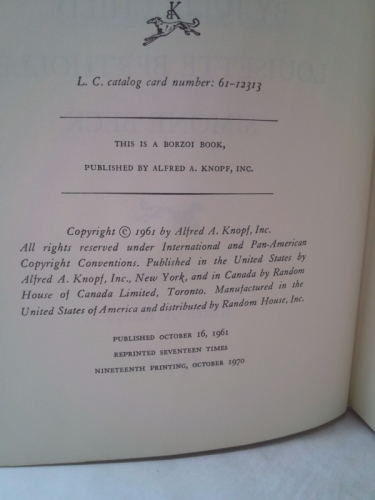 BK
L. C. catalog card number: 61-12313
THIS IS A BORZOI BOOK,
PUBLISHED BY ALFRED A. KNOPF, INC.
Copyright © 1961 by Alfred A. Knopf, Inc.
All rights reserved under International and Pan-American
Copyright Conventions. Published in the United States by
Alfred A. Knopf, Inc., New York, and in Canada by Random
House of Canada Limited, Toronto. Manufactured in the
United States of America and distributed by Random House, Inc.
PUBLISHED OCTOBER 16, 1961
REPRINTED SEVENTEEN TIMES
NINETEENTH PRINTING, OCTOBER 1970